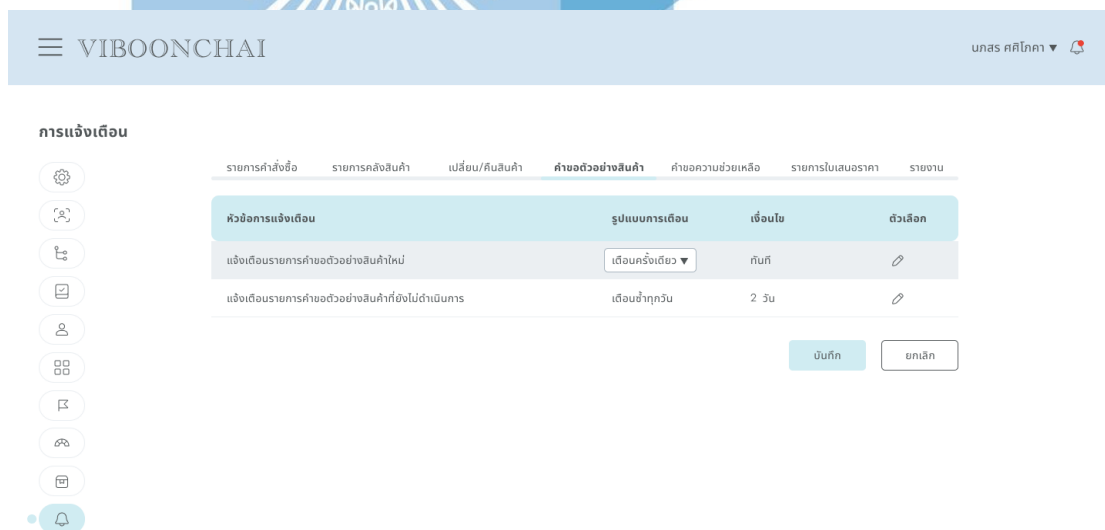 VIBOONCHAI
นภสร ศศิโภคา ▼
การแจ้งเตือน
รายการคำสั่งซื้อ รายการคลังสินค้า เปลี่ยน/คืนสินค้า คำขอตัวอย่างสินค้า คำขอความช่วยเหลือ รายการใบเสนอราคา รายงาน
หัวข้อการแจ้งเตือน รูปแบบการเตือน เงื่อนไข ตัวเลือก
แจ้งเตือนรายการคำขอตัวอย่างสินค้าใหม่ เตือนครั้งเดียว ▼ ทันที
แจ้งเตือนรายการคำขอตัวอย่างสินค้าที่ยังไม่ดำเนินการ เตือนซ้ำทุกวัน 2 วัน
บันทึก ยกเลิก